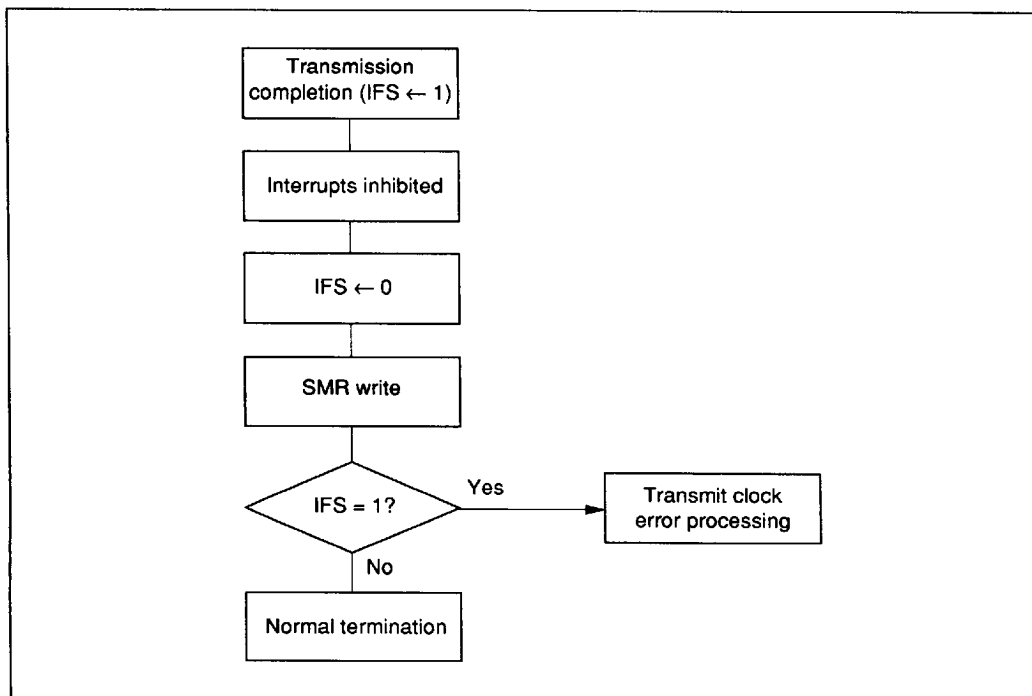 Transmission
completion (IFS ← 1)
Interrupts inhibited
IFS ← 0
SMR write
IFS = 1?
Yes
Transmit clock
error processing
No
Normal termination